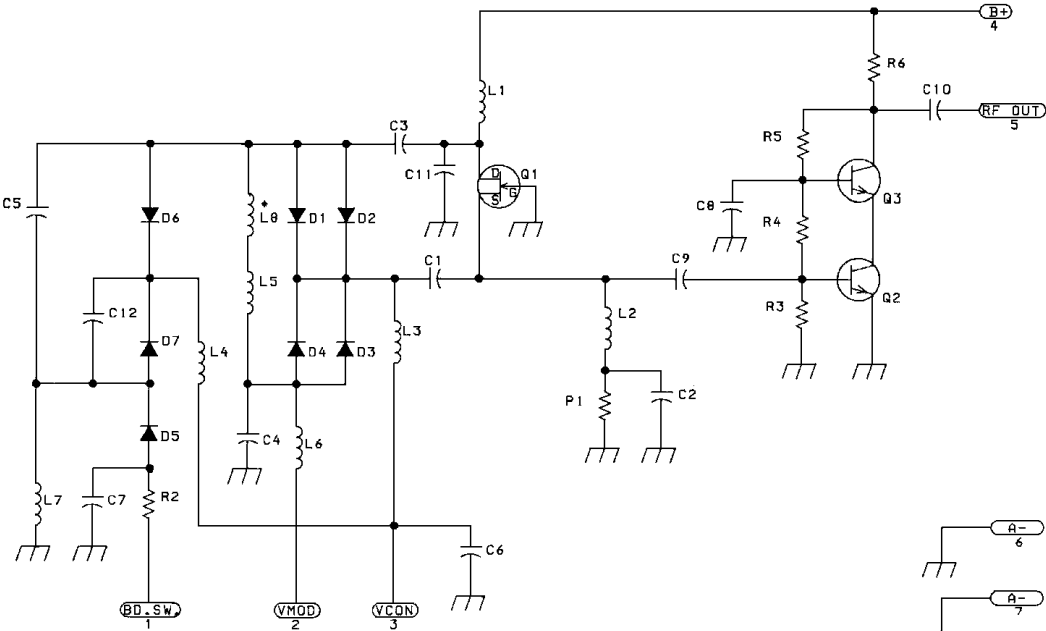 B+
4
R6
L1
C10
C3
RF OUT
5
R5
C11
D
Q1
S
G
C5
D6
*
L8
D1
D2
C8
R4
Q3
C1
C9
L5
C12
L3
L2
R3
Q2
D7
L4
D4
D3
P1
C2
D5
C4
L6
L7
C7
R2
C6
A-
6
BD.SW.
1
VMOD
2
VCON
3
A-
7